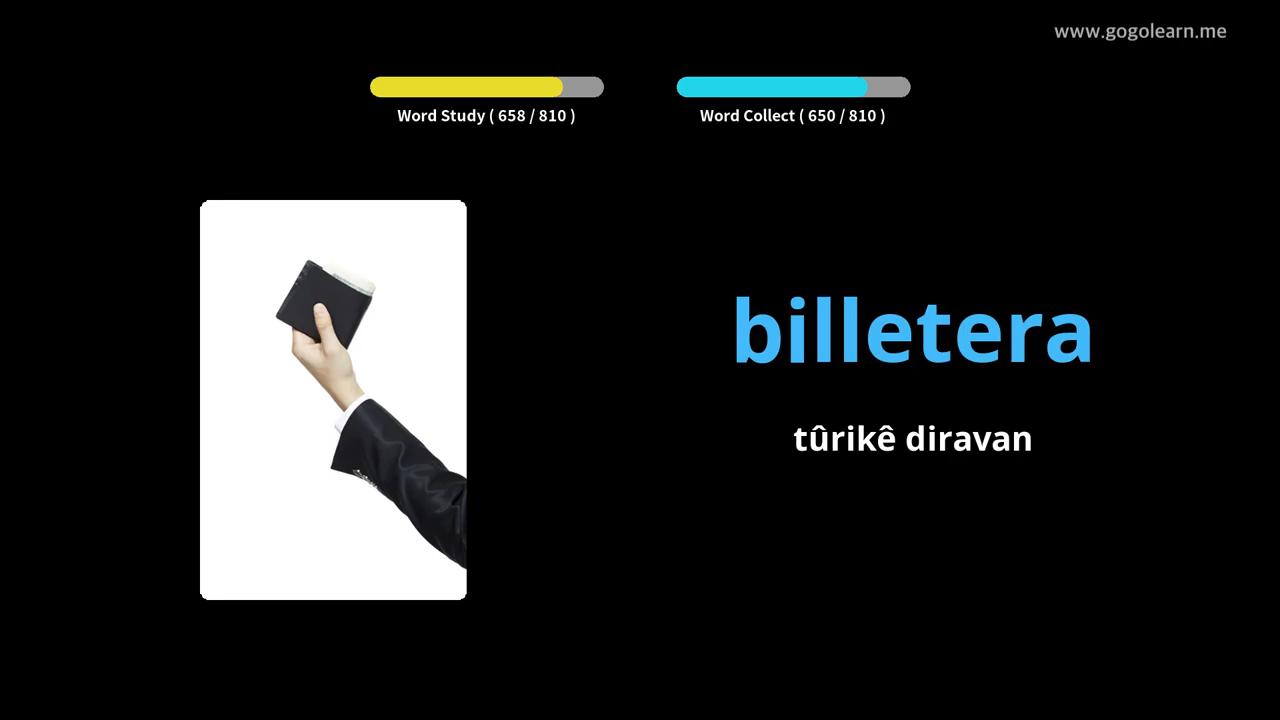 www.gogolearn.me
Word Study ( 658 / 810 )
Word Collect ( 650 / 810 )
billetera
tûrikê diravan